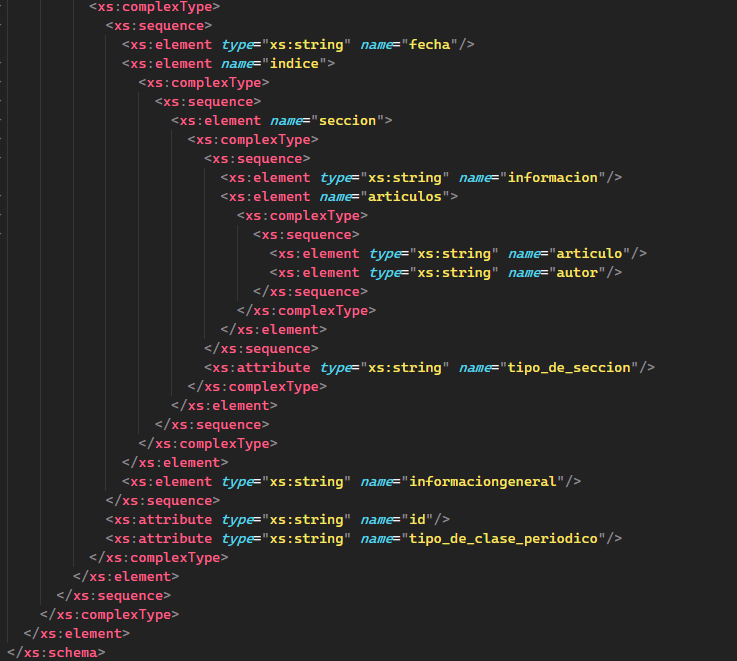 <xs:complexType>
<xs:sequence>
<xs:element type="xs:string" name="fecha"/>
<xs:element name="indice">
<xs:complexType>
<xs:sequence>
<xs:element name="seccion">
<xs:complexType>
<xs:sequence>
<xs:element type="xs:string" name="informacion"/>
<xs:element name="articulos">
<xs:complexType>
<xs:sequence>
<xs:element type="xs:string" name="articulo"/>
<xs:element type="xs:string" name="autor"/>
</xs:sequence>
</xs:complexType>
</xs:element>
</xs:sequence>
<xs:attribute type="xs:string" name="tipo_de_seccion"/>
</xs:complexType>
</xs:element>
</xs:sequence>
</xs:complexType>
</xs:element>
<xs:element type="xs:string" name="informaciongeneral"/>
</xs:sequence>
<xs:attribute type="xs:string" name="id"/>
<xs:attribute type="xs:string" name="tipo_de_clase_periodico"/>
</xs:complexType>
</xs:element>
</xs:sequence>
</xs:complexType>
</xs:element>
</xs:schema>